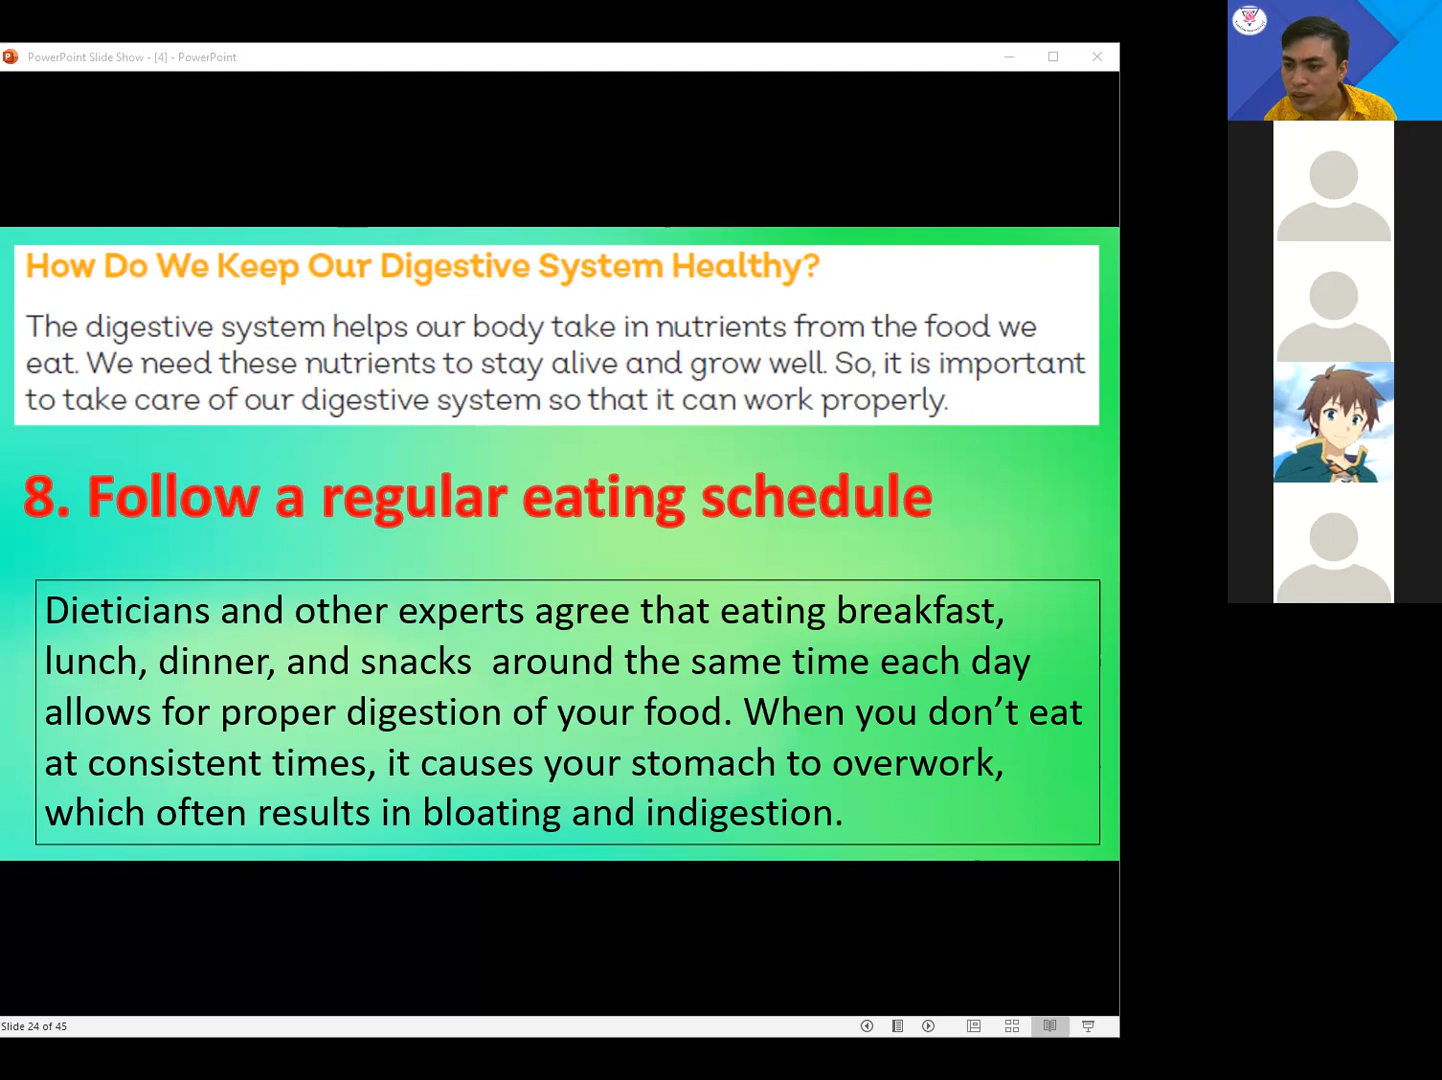 PowerPoint Slide Show - [4] - PowerPoint
How Do We Keep Our Digestive System Healthy?
The digestive system helps our body take in nutrients from the food we
eat. We need these nutrients to stay alive and grow well. So, it is important
to take care of our digestive system so that it can work properly.
8. Follow a regular eating schedule
Dieticians and other experts agree that eating breakfast,
lunch, dinner, and snacks  around the same time each day
allows for proper digestion of your food. When you don’t eat
at consistent times, it causes your stomach to overwork,
which often results in bloating and indigestion.
Slide 24 of 45